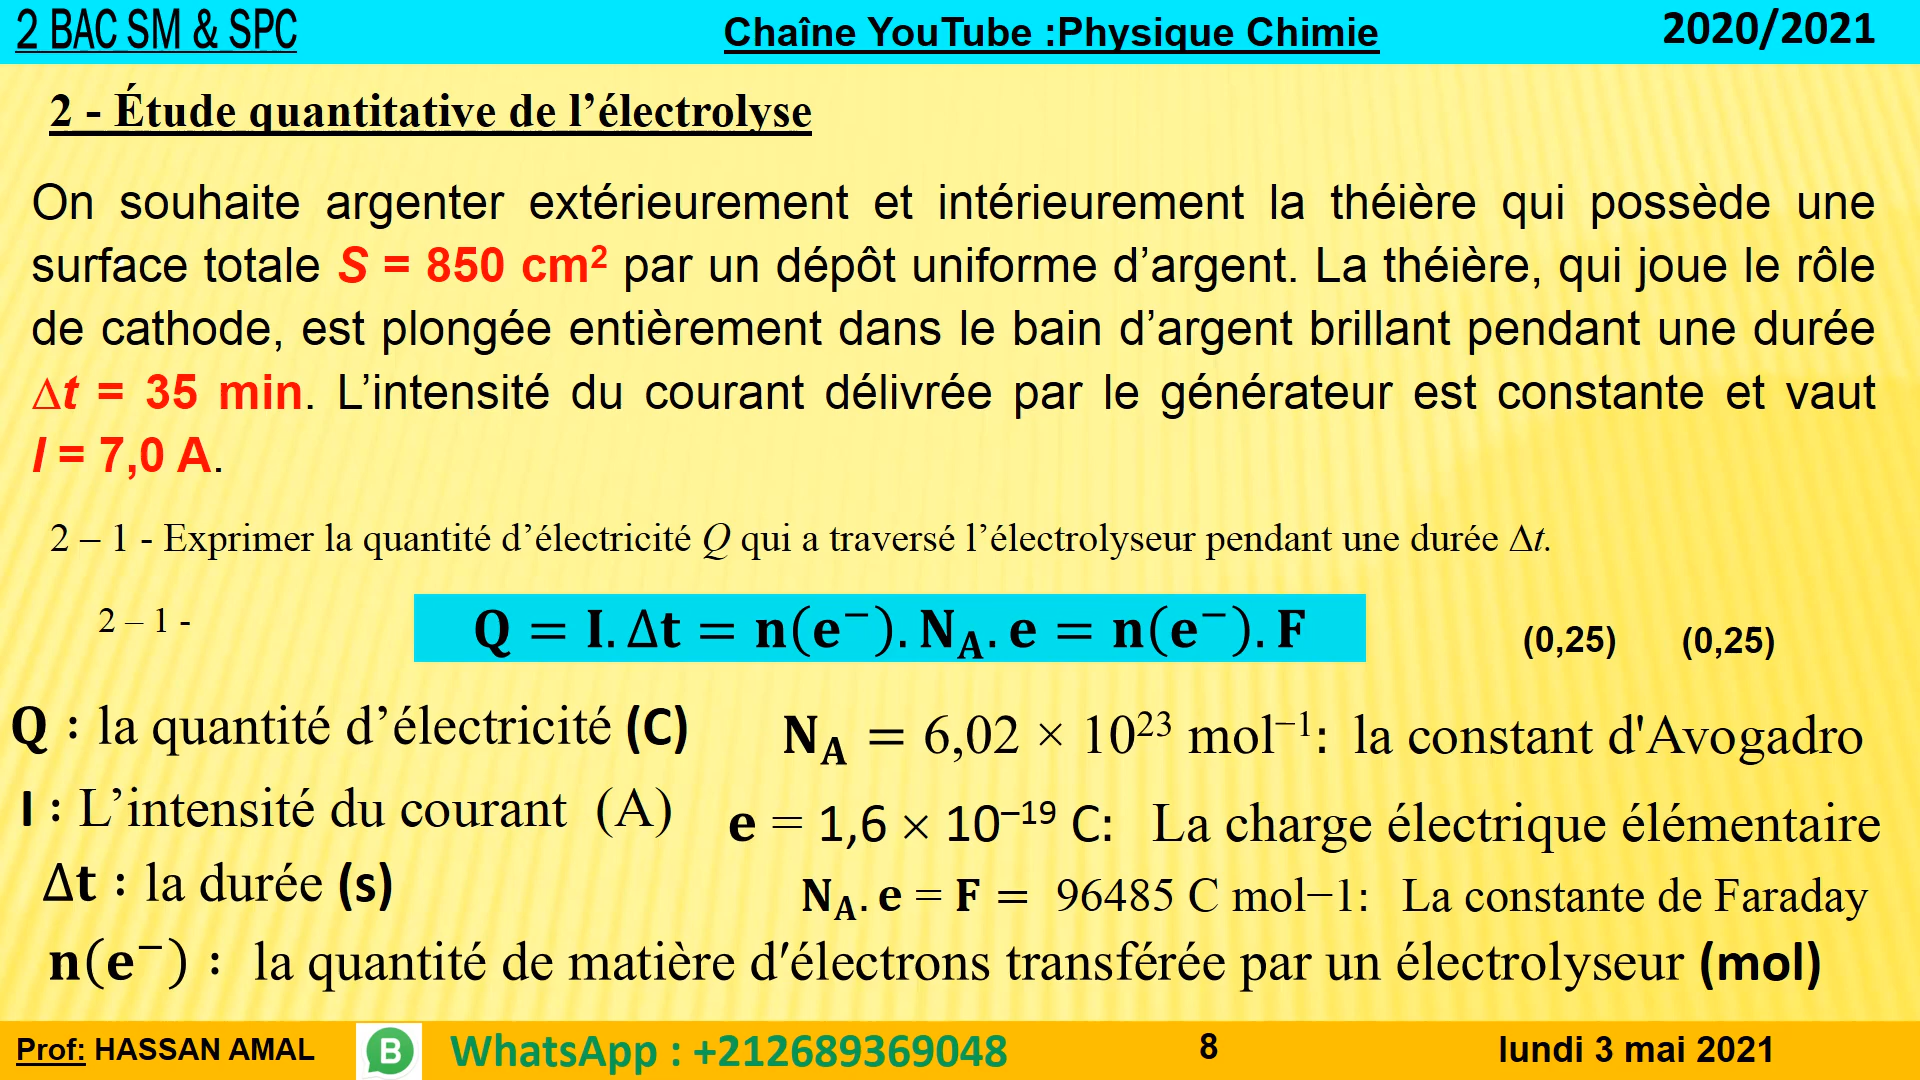 2 BAC SM & SPC
Chaîne YouTube :Physique Chimie
2020/2021
2 - Étude quantitative de l’électrolyse
On souhaite argenter extérieurement et intérieurement la théière qui possède une
surface totale S = 850 cm² par un dépôt uniforme d’argent. La théière, qui joue le rôle
de cathode, est plongée entièrement dans le bain d’argent brillant pendant une durée
Δt = 35 min. L’intensité du courant délivrée par le générateur est constante et vaut
I = 7,0 A.
2 – 1 - Exprimer la quantité d’électricité Q qui a traversé l’électrolyseur pendant une durée Δt.
2 – 1 -
Q = I. Δt = n(e⁻). N_A. e = n(e⁻). F
(0,25) (0,25)
Q : la quantité d’électricité (C)
N_A = 6,02 × 10²³ mol⁻¹: la constant d'Avogadro
I : L’intensité du courant (A)
e = 1,6 × 10⁻¹⁹ C: La charge électrique élémentaire
Δt : la durée (s)
N_A. e = F = 96485 C mol−1: La constante de Faraday
n(e⁻) : la quantité de matière d′électrons transférée par un électrolyseur (mol)
Prof: HASSAN AMAL
B
WhatsApp : +212689369048
8
lundi 3 mai 2021